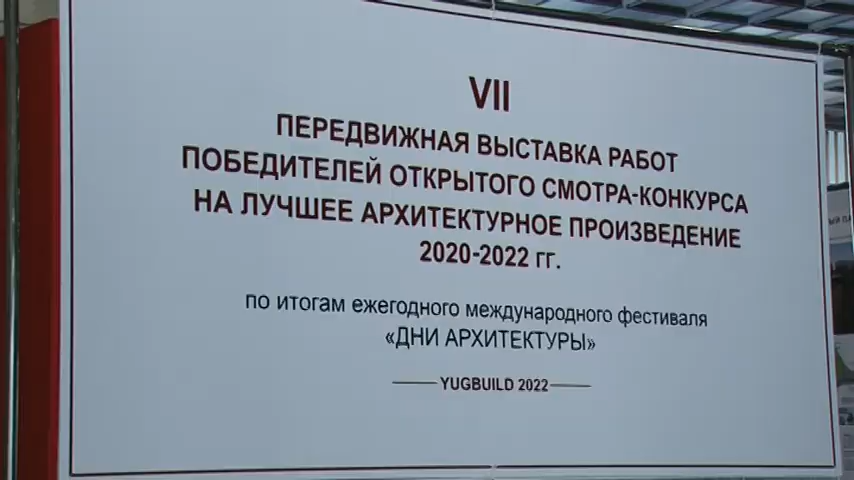 VII
ПЕРЕДВИЖНАЯ ВЫСТАВКА РАБОТ
ПОБЕДИТЕЛЕЙ ОТКРЫТОГО СМОТРА-КОНКУРСА
НА ЛУЧШЕЕ АРХИТЕКТУРНОЕ ПРОИЗВЕДЕНИЕ
2020-2022 гг.
по итогам ежегодного международного фестиваля
«ДНИ АРХИТЕКТУРЫ»
YUGBUILD 2022